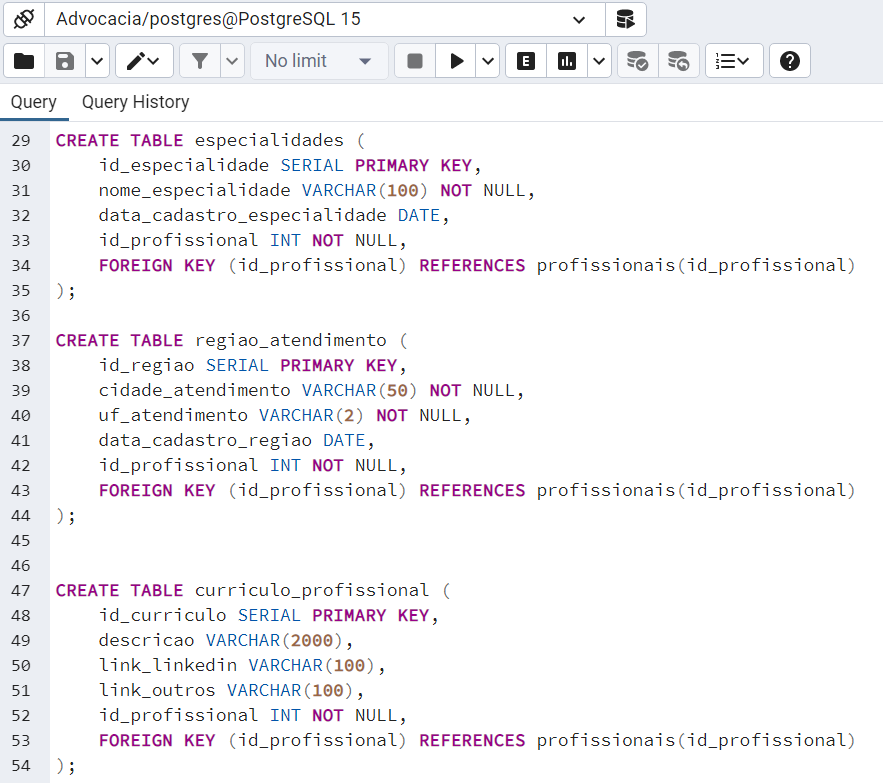 Advocacia/postgres@PostgreSQL 15
No limit
E
Query Query History
29 CREATE TABLE especialidades (
30     id_especialidade SERIAL PRIMARY KEY,
31     nome_especialidade VARCHAR(100) NOT NULL,
32     data_cadastro_especialidade DATE,
33     id_profissional INT NOT NULL,
34     FOREIGN KEY (id_profissional) REFERENCES profissionais(id_profissional)
35 );
36
37 CREATE TABLE regiao_atendimento (
38     id_regiao SERIAL PRIMARY KEY,
39     cidade_atendimento VARCHAR(50) NOT NULL,
40     uf_atendimento VARCHAR(2) NOT NULL,
41     data_cadastro_regiao DATE,
42     id_profissional INT NOT NULL,
43     FOREIGN KEY (id_profissional) REFERENCES profissionais(id_profissional)
44 );
45
46
47 CREATE TABLE curriculo_profissional (
48     id_curriculo SERIAL PRIMARY KEY,
49     descricao VARCHAR(2000),
50     link_linkedin VARCHAR(100),
51     link_outros VARCHAR(100),
52     id_profissional INT NOT NULL,
53     FOREIGN KEY (id_profissional) REFERENCES profissionais(id_profissional)
54 );